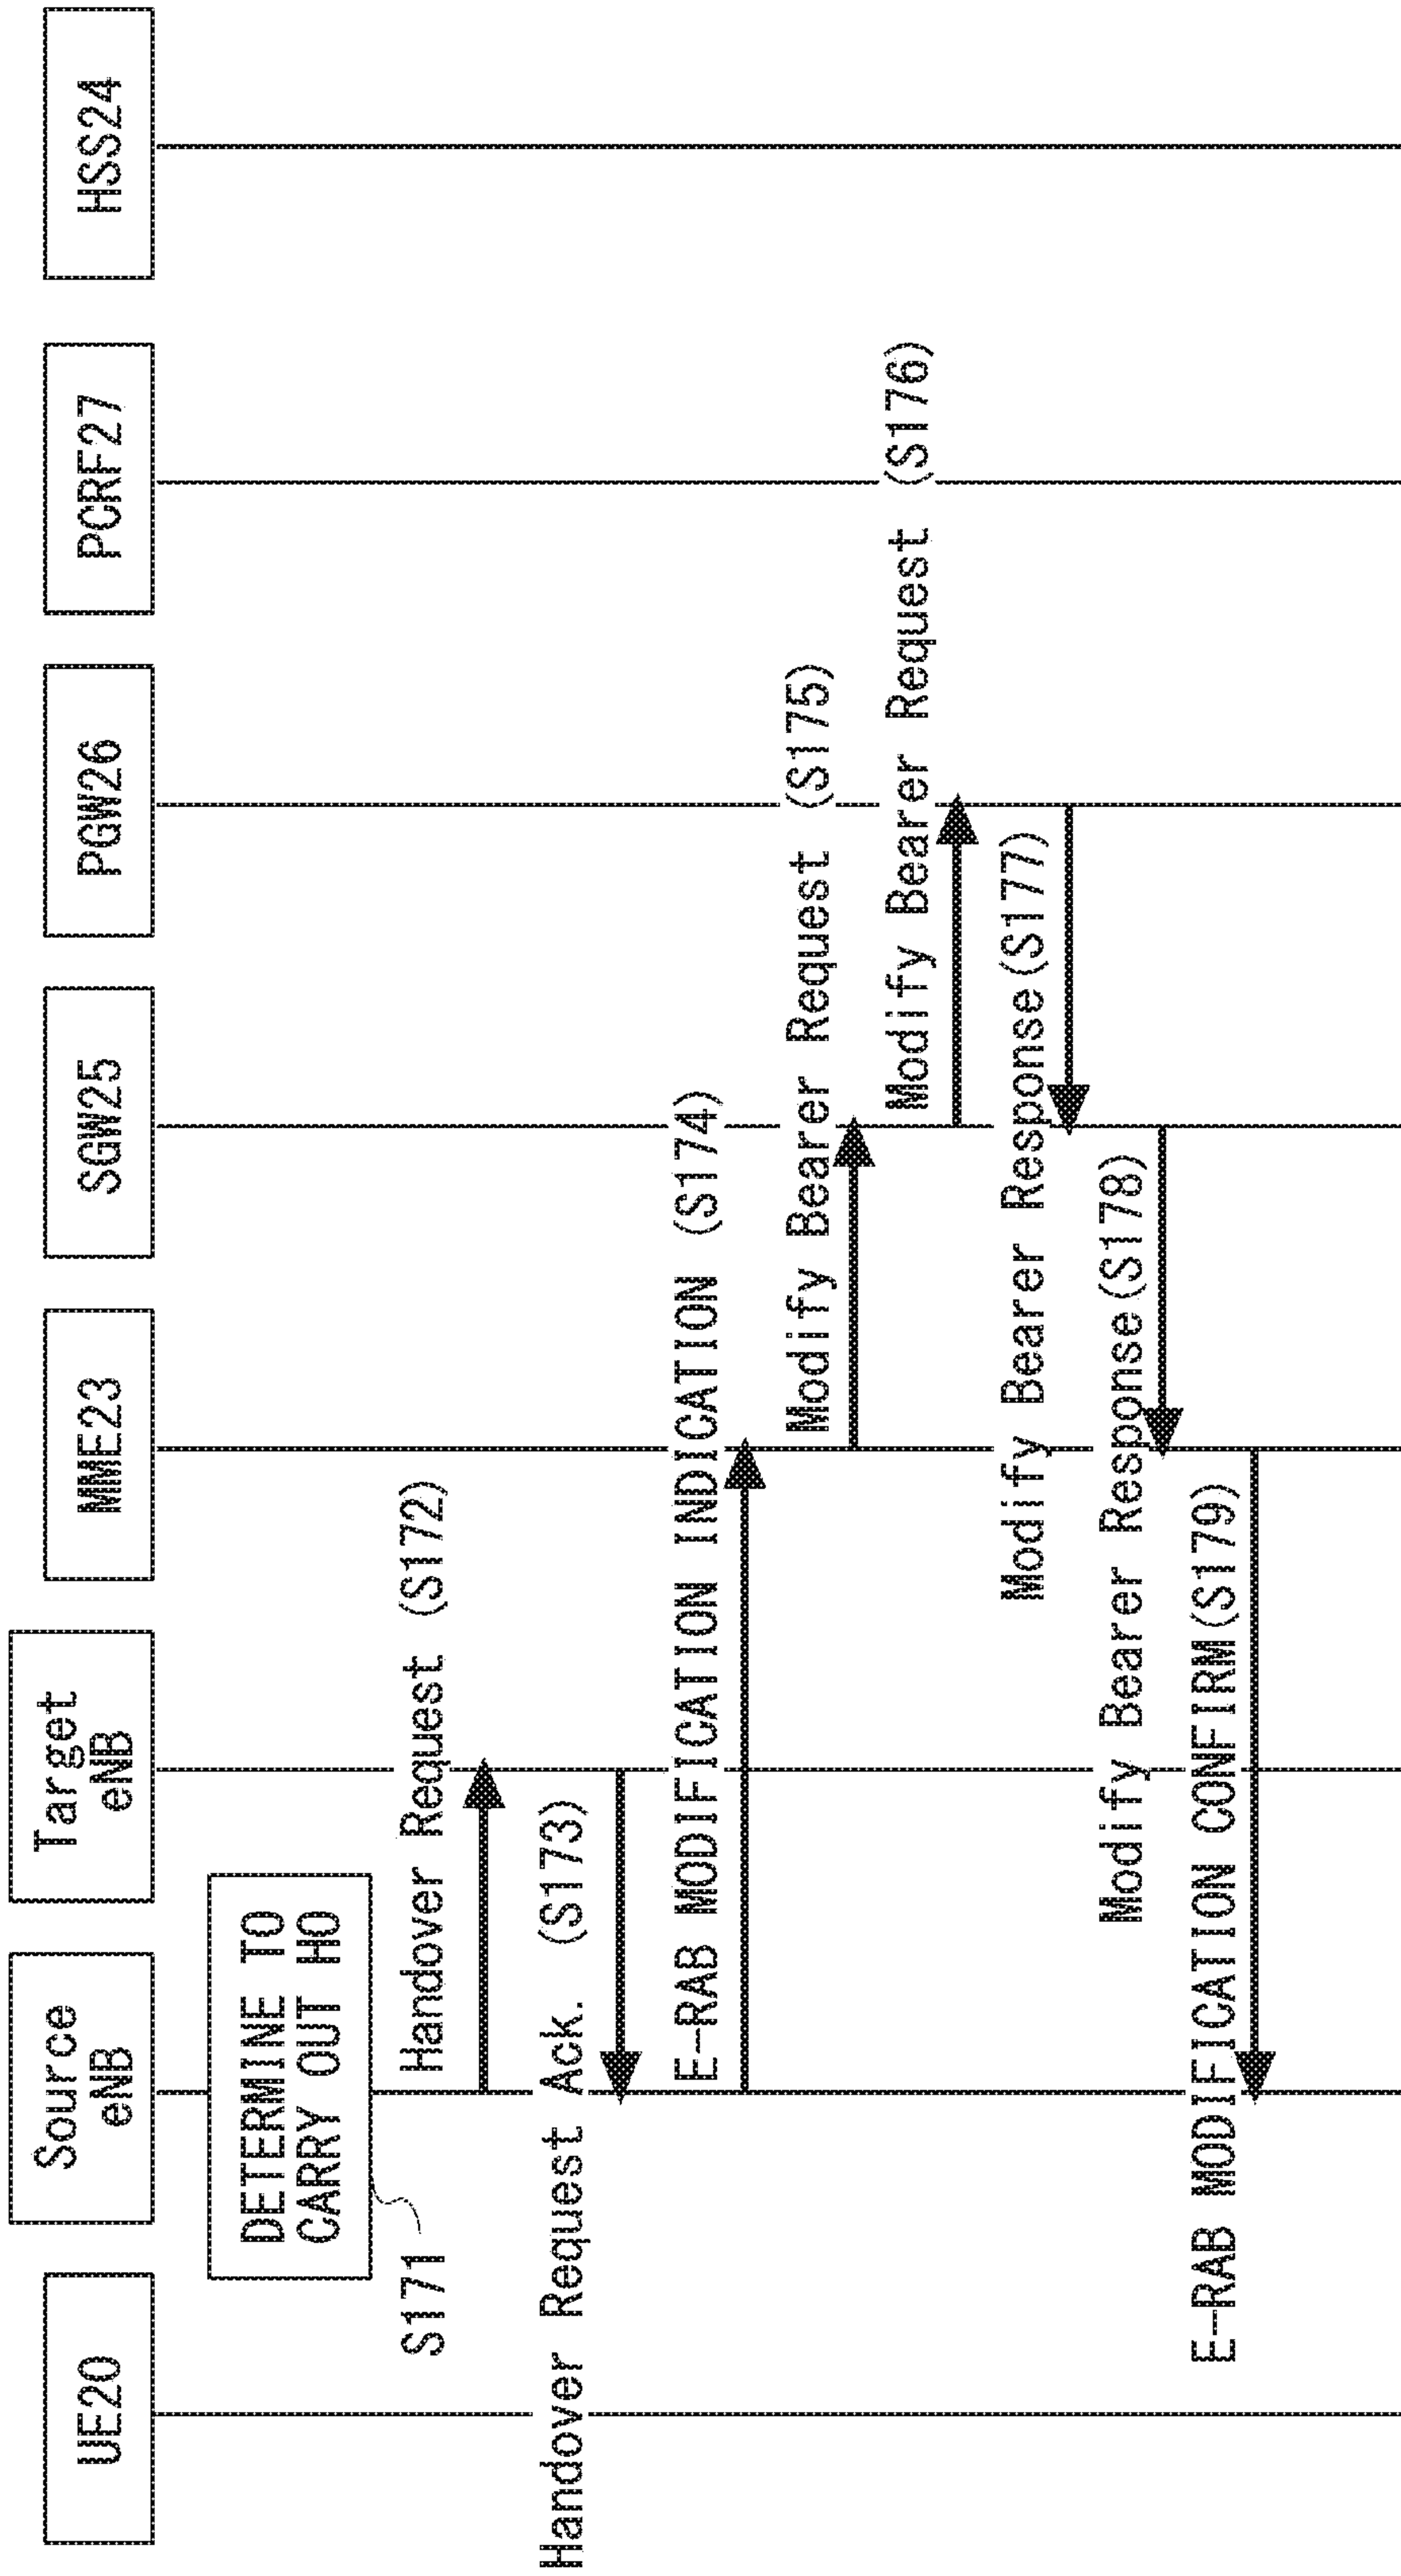 UE20
Source
eNB
Target
eNB
MME23
SGW25
PGW26
PCRF27
HSS24
DETERMINE TO
CARRY OUT HO
S171
Handover Request (S172)
Handover Request Ack. (S173)
E-RAB MODIFICATION INDICATION (S174)
Modify Bearer Request (S175)
Modify Bearer Request (S176)
Modify Bearer Response(S177)
Modify Bearer Response(S178)
E-RAB MODIFICATION CONFIRM(S179)